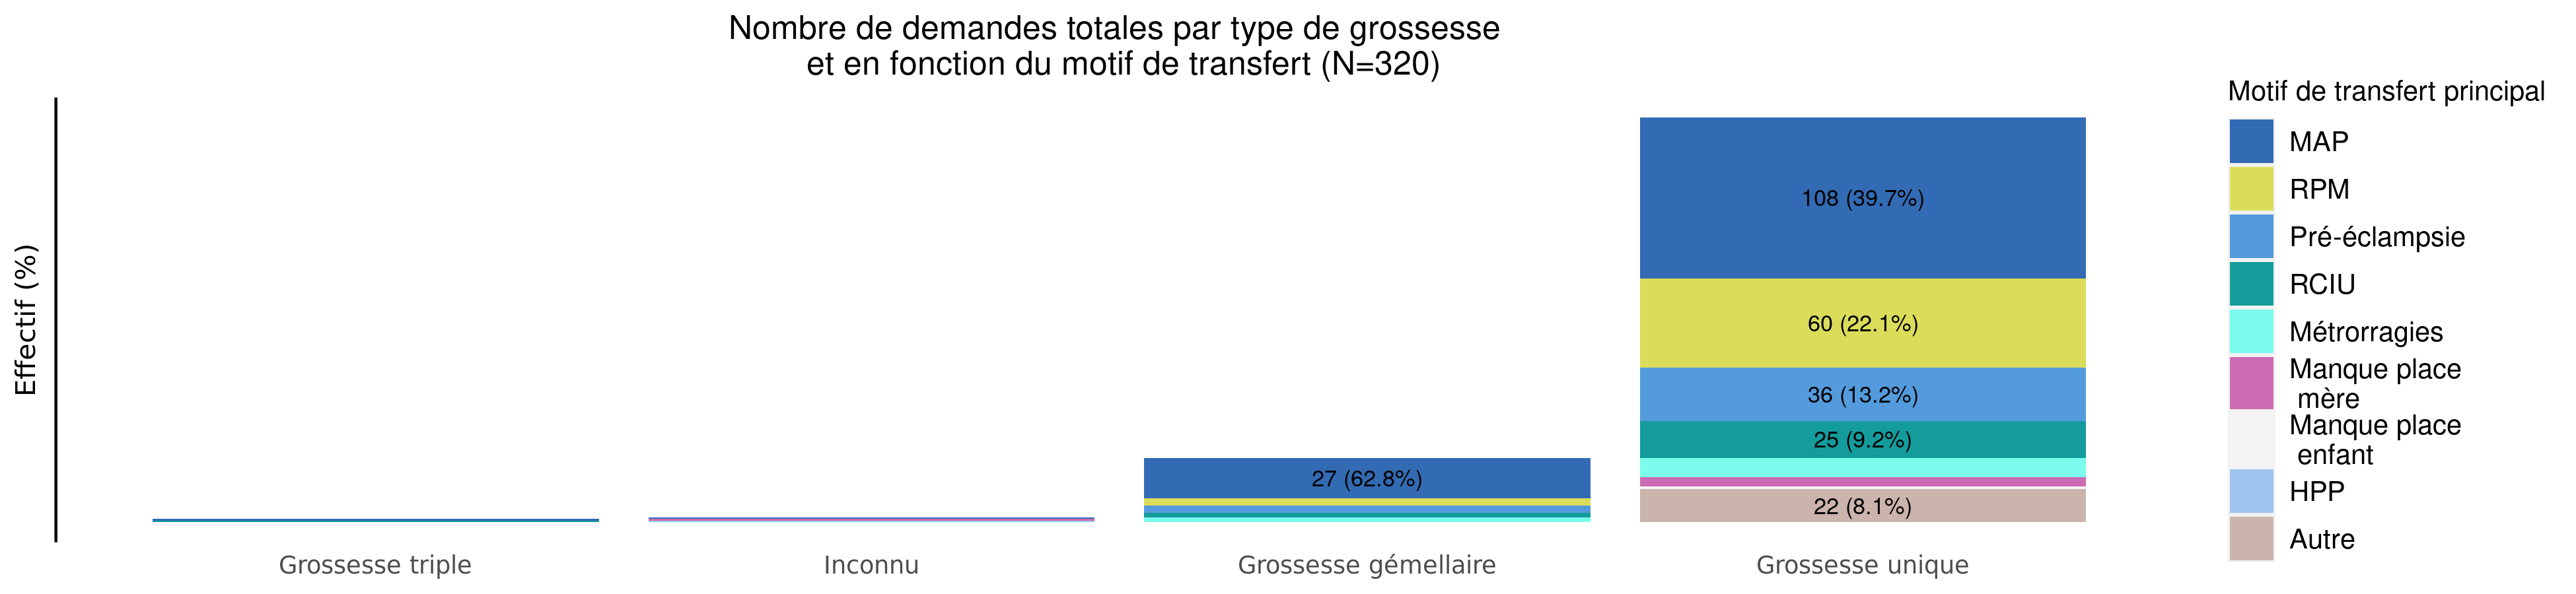 Nombre de demandes totales par type de grossesse
et en fonction du motif de transfert (N=320)
Effectif (%)
108 (39.7%)
60 (22.1%)
36 (13.2%)
25 (9.2%)
22 (8.1%)
27 (62.8%)
Grossesse triple
Inconnu
Grossesse gémellaire
Grossesse unique
Motif de transfert principal
MAP
RPM
Pré-éclampsie
RCIU
Métrorragies
Manque place
mère
Manque place
enfant
HPP
Autre